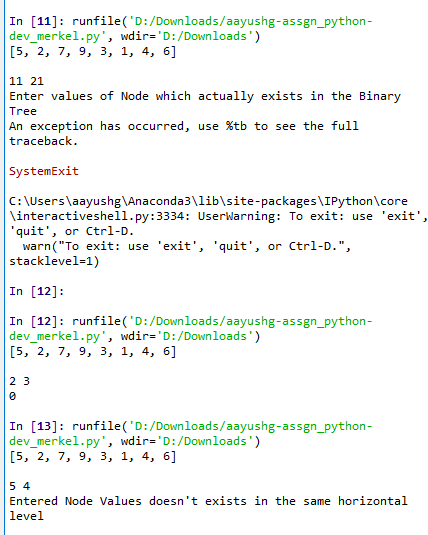 In [11]: runfile('D:/Downloads/aayushg-assgn_python-
dev_merkel.py', wdir='D:/Downloads')
[5, 2, 7, 9, 3, 1, 4, 6]
11 21
Enter values of Node which actually exists in the Binary
Tree
An exception has occurred, use %tb to see the full
traceback.
SystemExit
C:\Users\aayushg\Anaconda3\lib\site-packages\IPython\core
\interactiveshell.py:3334: UserWarning: To exit: use 'exit',
'quit', or Ctrl-D.
  warn("To exit: use 'exit', 'quit', or Ctrl-D.",
stacklevel=1)
In [12]:
In [12]: runfile('D:/Downloads/aayushg-assgn_python-
dev_merkel.py', wdir='D:/Downloads')
[5, 2, 7, 9, 3, 1, 4, 6]
2 3
0
In [13]: runfile('D:/Downloads/aayushg-assgn_python-
dev_merkel.py', wdir='D:/Downloads')
[5, 2, 7, 9, 3, 1, 4, 6]
5 4
Entered Node Values doesn't exists in the same horizontal
level